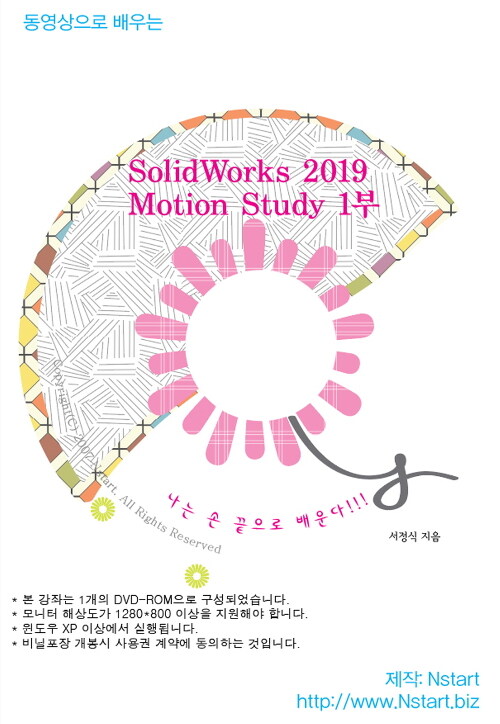 동영상으로 배우는
SolidWorks 2019
Motion Study 1부
Copyright(C) 2007 Nstart. All Rights Reserved
나는 손 끝으로 배운다!!!
서정식 지음
* 본 강좌는 1개의 DVD-ROM으로 구성되었습니다.
* 모니터 해상도가 1280*800 이상을 지원해야 합니다.
* 윈도우 XP 이상에서 실행됩니다.
* 비닐포장 개봉시 사용권 계약에 동의하는 것입니다.
제작: Nstart
http://www.Nstart.biz